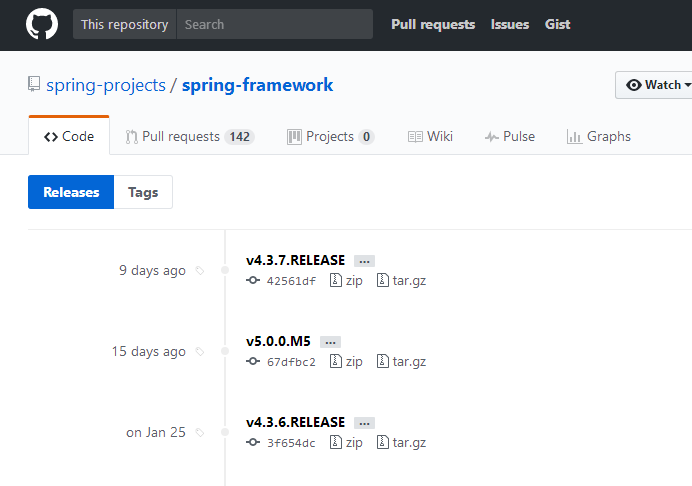 This repository Search Pull requests Issues Gist
spring-projects / spring-framework Watch
Code Pull requests 142 Projects 0 Wiki Pulse Graphs
Releases Tags
v4.3.7.RELEASE ...
9 days ago
42561df zip tar.gz
v5.0.0.M5 ...
15 days ago
67dfbc2 zip tar.gz
v4.3.6.RELEASE ...
on Jan 25
3f654dc zip tar.gz